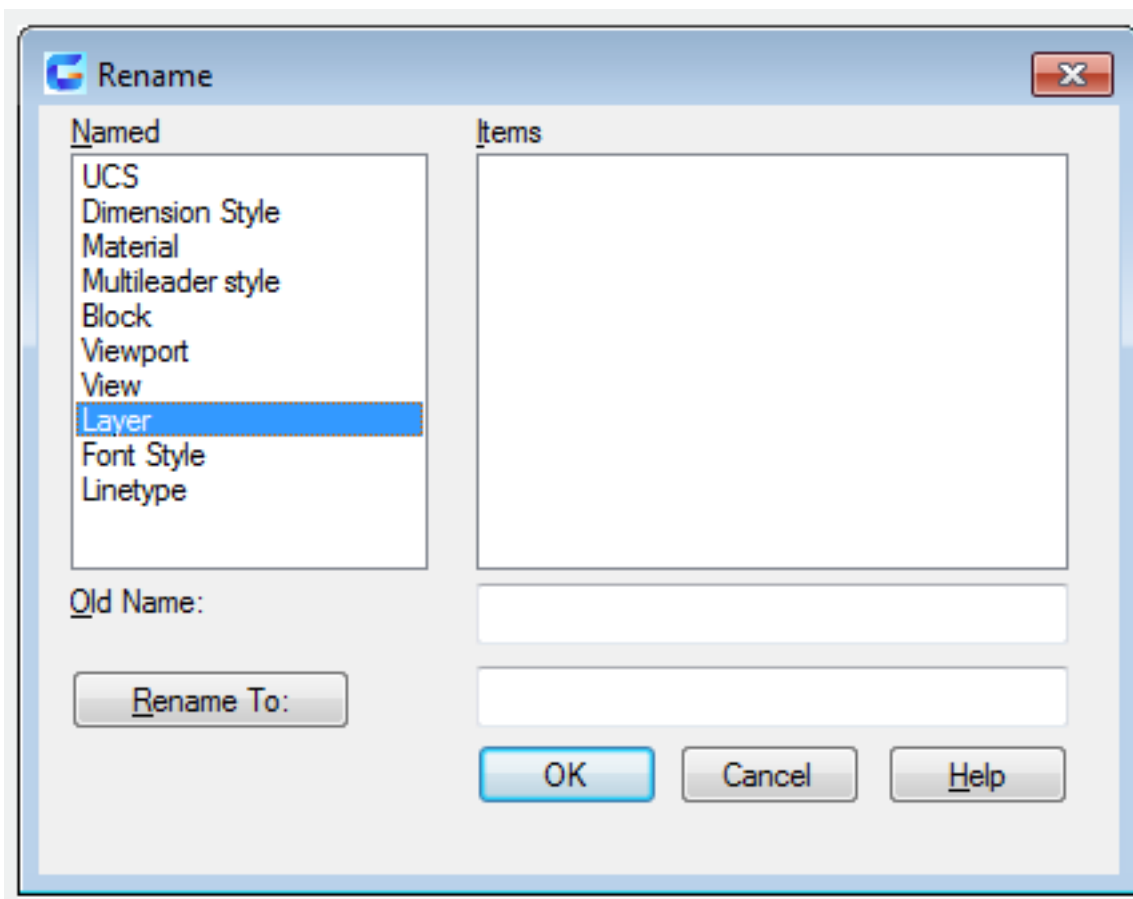 Rename
Named
Items
UCS
Dimension Style
Material
Multileader style
Block
Viewport
View
Layer
Font Style
Linetype
Old Name:
Rename To:
OK
Cancel
Help